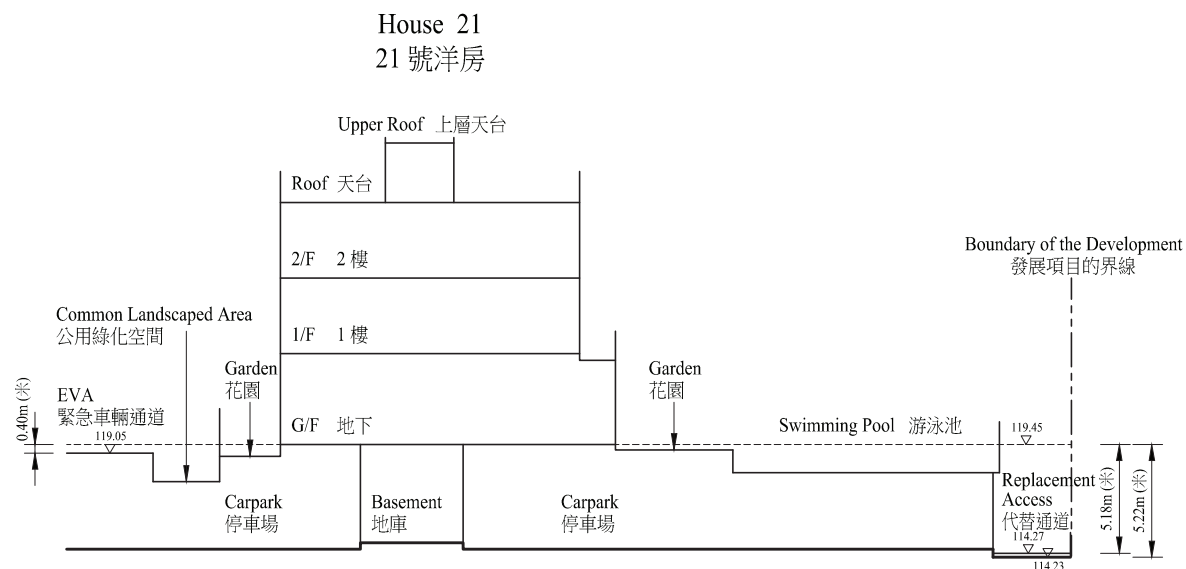 House 21
21 號洋房
Upper Roof 上層天台
Roof 天台
2/F 2 樓
Boundary of the Development
發展項目的界線
Common Landscaped Area
公用綠化空間
1/F 1 樓
Garden
花園
Garden
花園
0.40m (米)
EVA
緊急車輛通道
119.05
G/F 地下
Swimming Pool 游泳池
119.45
Carpark
停車場
Basement
地庫
Carpark
停車場
Replacement
Access
代替通道
114.27
114.23
5.18m (米)
5.22m (米)